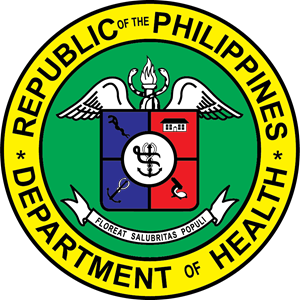 REPUBLIC OF THE PHILIPPINES
* DEPARTMENT OF HEALTH *
FLOREAT SALUBRITAS POPULI